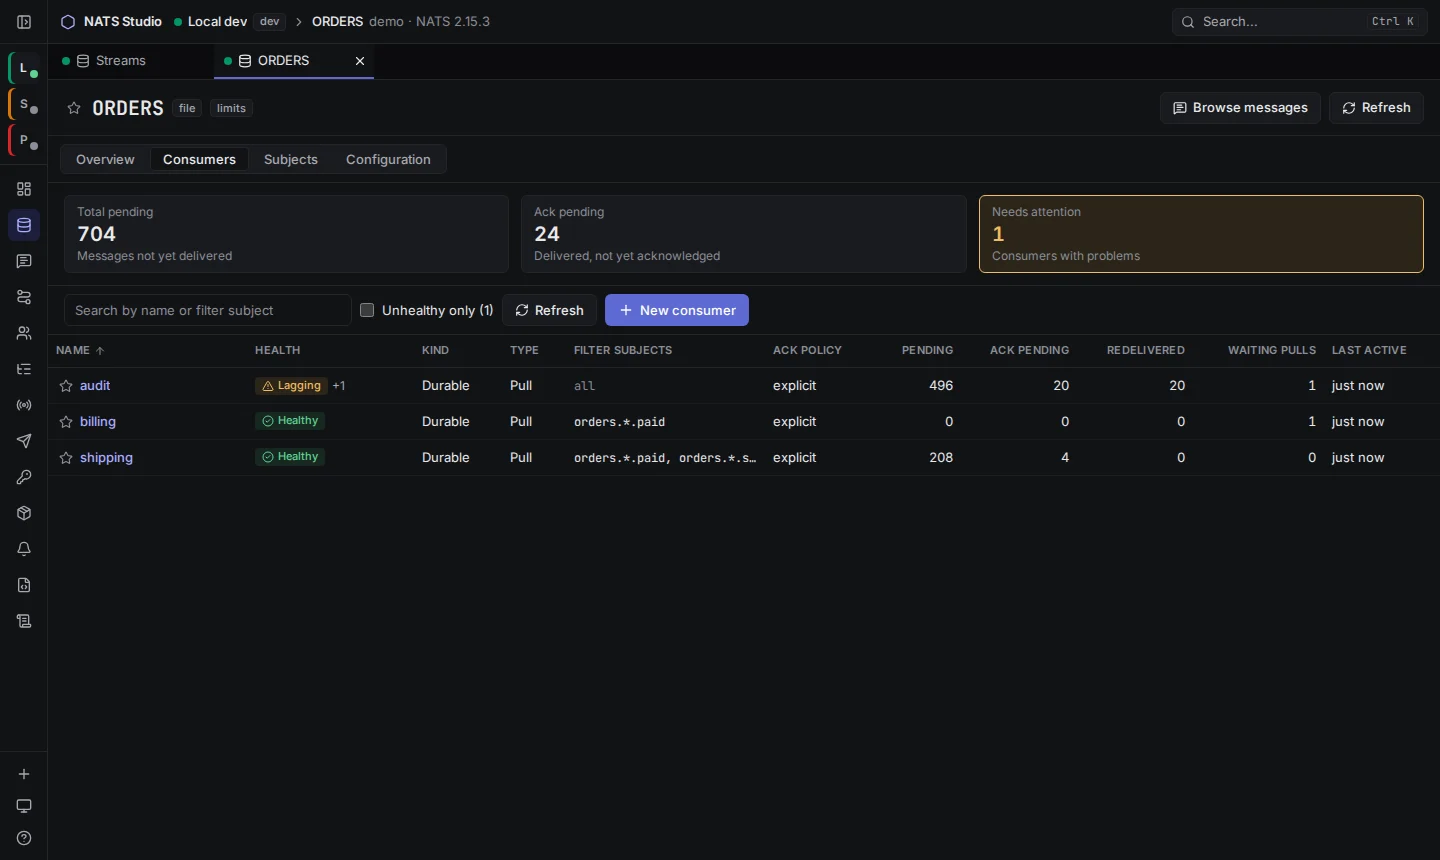 NATS Studio Local dev dev ORDERS demo · NATS 2.15.3 Search... Ctrl K
Streams ORDERS
L
S
P
ORDERS file limits Browse messages Refresh
Overview Consumers Subjects Configuration
Total pending Ack pending Needs attention
704 24 1
Messages not yet delivered Delivered, not yet acknowledged Consumers with problems
Search by name or filter subject Unhealthy only (1) Refresh New consumer
NAME HEALTH KIND TYPE FILTER SUBJECTS ACK POLICY PENDING ACK PENDING REDELIVERED WAITING PULLS LAST ACTIVE
audit Lagging +1 Durable Pull all explicit 496 20 20 1 just now
billing Healthy Durable Pull orders.*.paid explicit 0 0 0 1 just now
shipping Healthy Durable Pull orders.*.paid, orders.*.s… explicit 208 4 0 0 just now